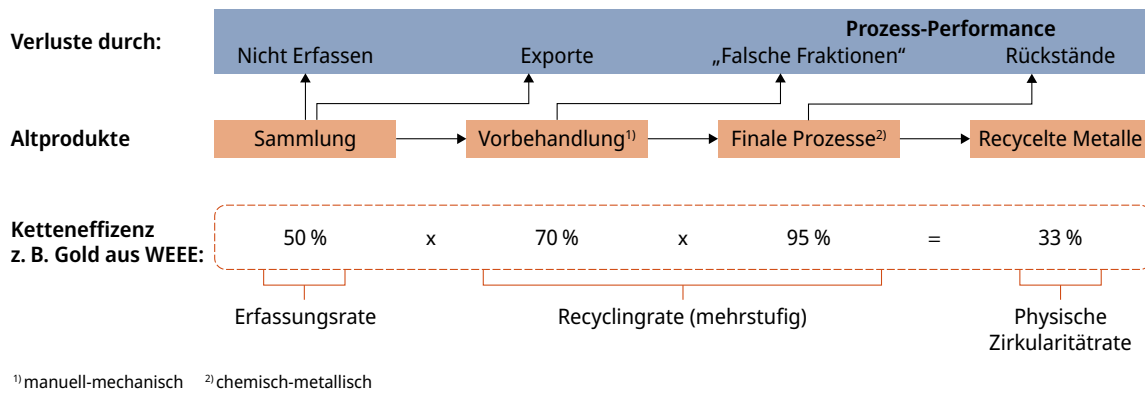 Verluste durch:
Prozess-Performance
Nicht Erfassen Exporte „Falsche Fraktionen“ Rückstände
Altprodukte Sammlung Vorbehandlung1) Finale Prozesse2) Recycelte Metalle
Ketteneffizenz
z. B. Gold aus WEEE: 50 % x 70 % x 95 % = 33 %
Erfassungsrate Recyclingrate (mehrstufig) Physische
Zirkularitätrate
1) manuell-mechanisch 2) chemisch-metallisch